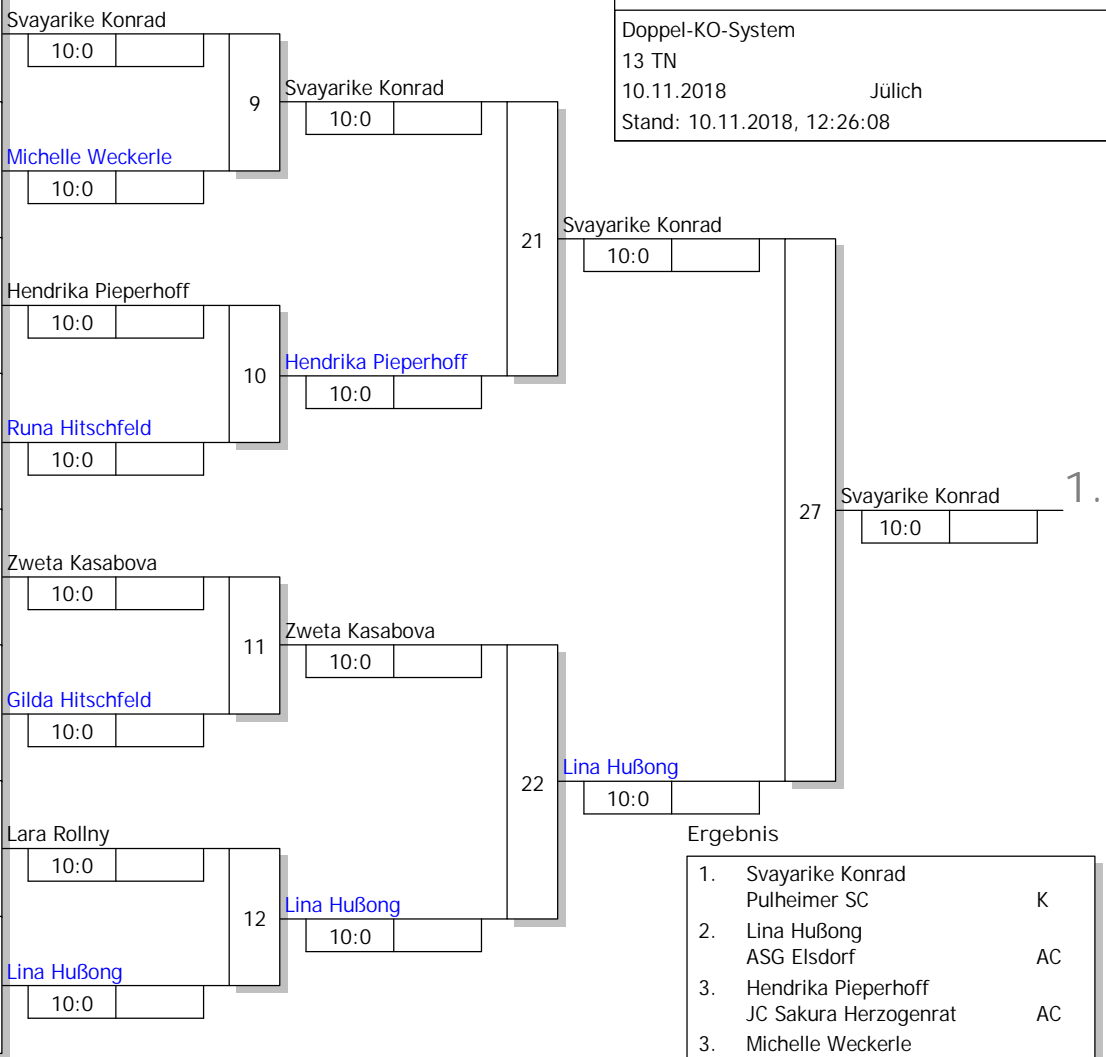 Doppel-KO-System
13 TN
10.11.2018 Jülich
Stand: 10.11.2018, 12:26:08
Svayarike Konrad
10:0
9
Michelle Weckerle
10:0
Svayarike Konrad
10:0
21
Hendrika Pieperhoff
10:0
10
Runa Hitschfeld
10:0
Hendrika Pieperhoff
10:0
Svayarike Konrad
10:0
27
Svayarike Konrad 1.
10:0
Zweta Kasabova
10:0
11
Gilda Hitschfeld
10:0
Zweta Kasabova
10:0
22
Lara Rollny
10:0
12
Lina Hußong
10:0
Lina Hußong
10:0
Lina Hußong
10:0
Ergebnis
1. Svayarike Konrad
Pulheimer SC K
2. Lina Hußong
ASG Elsdorf AC
3. Hendrika Pieperhoff
JC Sakura Herzogenrat AC
3. Michelle Weckerle